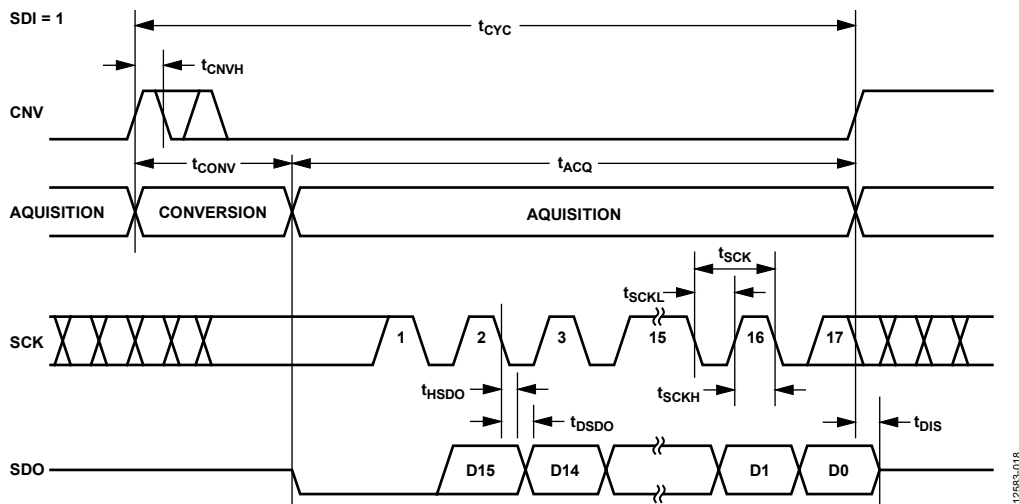 SDI = 1
tCYC
tCNVH
CNV
tCONV
tACQ
AQUISITION CONVERSION AQUISITION
tSCK
tSCKL
SCK 1 2 3 15 16 17
tHSDO
tSCKH
tDSDO
tDIS
SDO D15 D14 D1 D0
12583-018